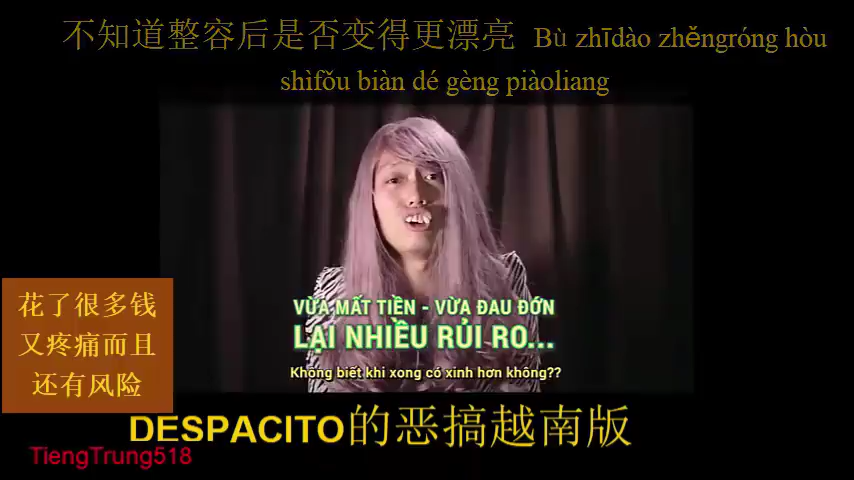 不知道整容后是否变得更漂亮 Bù zhīdào zhěngróng hòu
shìfǒu biàn dé gèng piàoliang
VỪA MẤT TIỀN - VỪA ĐAU ĐỚN
LẠI NHIỀU RỦI RO...
Không biết khi xong có xinh hơn không??
花了很多钱
又疼痛而且
还有风险
DESPACITO的恶搞越南版
TiengTrung518